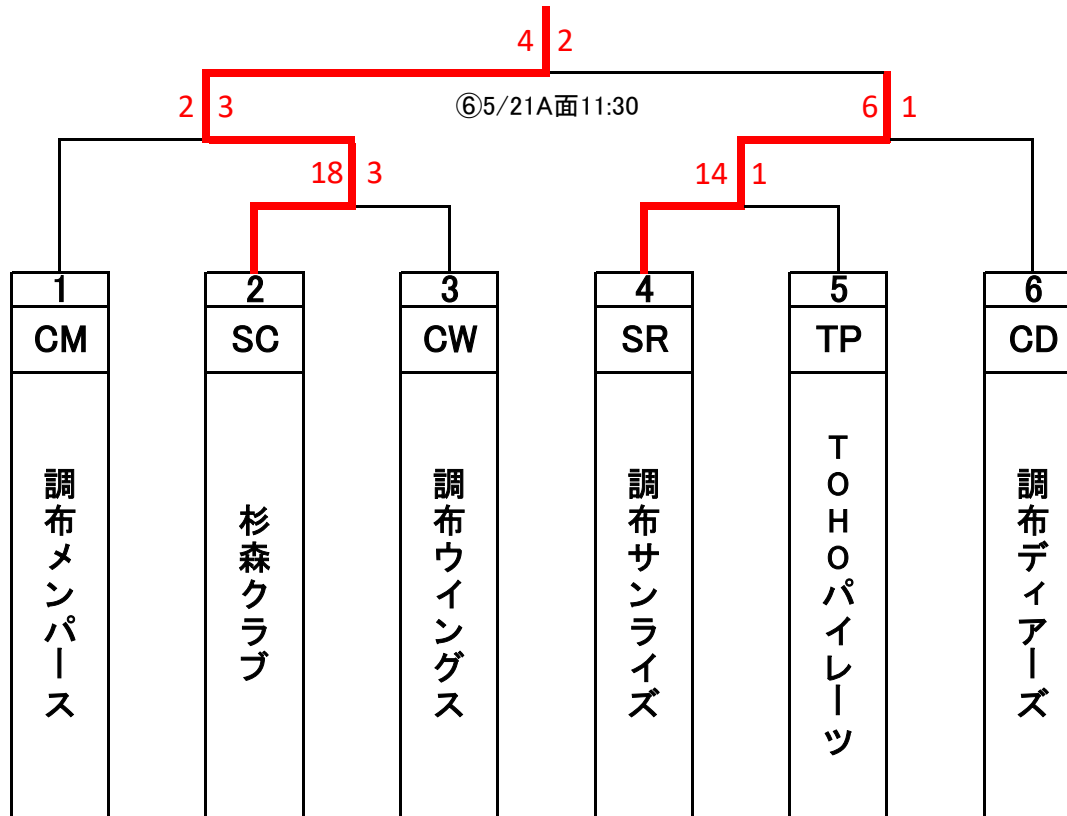 4 2
2 3
⑥5/21A面11:30
6 1
18 3
14 1
1 2 3 4 5 6
CM SC CW SR TP CD
調布メンパース
杉森クラブ
調布ウイングス
調布サンライズ
TOHOパイレーツ
調布ディアーズ